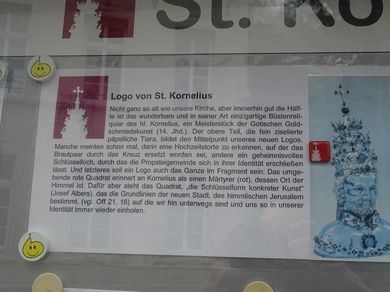 St. Ko
Logo von St. Kornelius
Nicht ganz so alt wie unsere Kirche, aber immerhin gut die Hälf-
te ist das wunderbare und in seiner Art einzigartige Büstenreli-
quiar des hl. Kornelius, ein Meisterstück der Gotischen Gold-
schmiedekunst (14. Jhd.). Der obere Teil, die fein ziselierte
päpstliche Tiara, bildet den Mittelpunkt unseres neuen Logos.
Manche meinten schon mal, darin eine Hochzeitstorte zu erkennen, auf der das
Brautpaar durch das Kreuz ersetzt worden sei, andere ein geheimnisvolles
Schlüsselloch, durch das die Propsteigemeinde sich in ihrer Identität erschließen
lässt. Und letzteres soll ein Logo auch das Ganze im Fragment sein: Das umge-
bende rote Quadrat erinnert an Kornelius als einen Märtyrer (rot), dessen Ort der
Himmel ist. Dafür aber steht das Quadrat, „die Schlüsselform konkreter Kunst"
(Josef Albers), das die Grundlinien der neuen Stadt, des himmlischen Jerusalem
bestimmt, (vgl. Off 21, 16) auf die wir hin unterwegs sind und uns so in unserer
Identität immer wieder einholen.